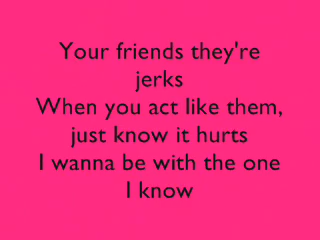 Your friends they're
jerks
When you act like them,
just know it hurts
I wanna be with the one
I know